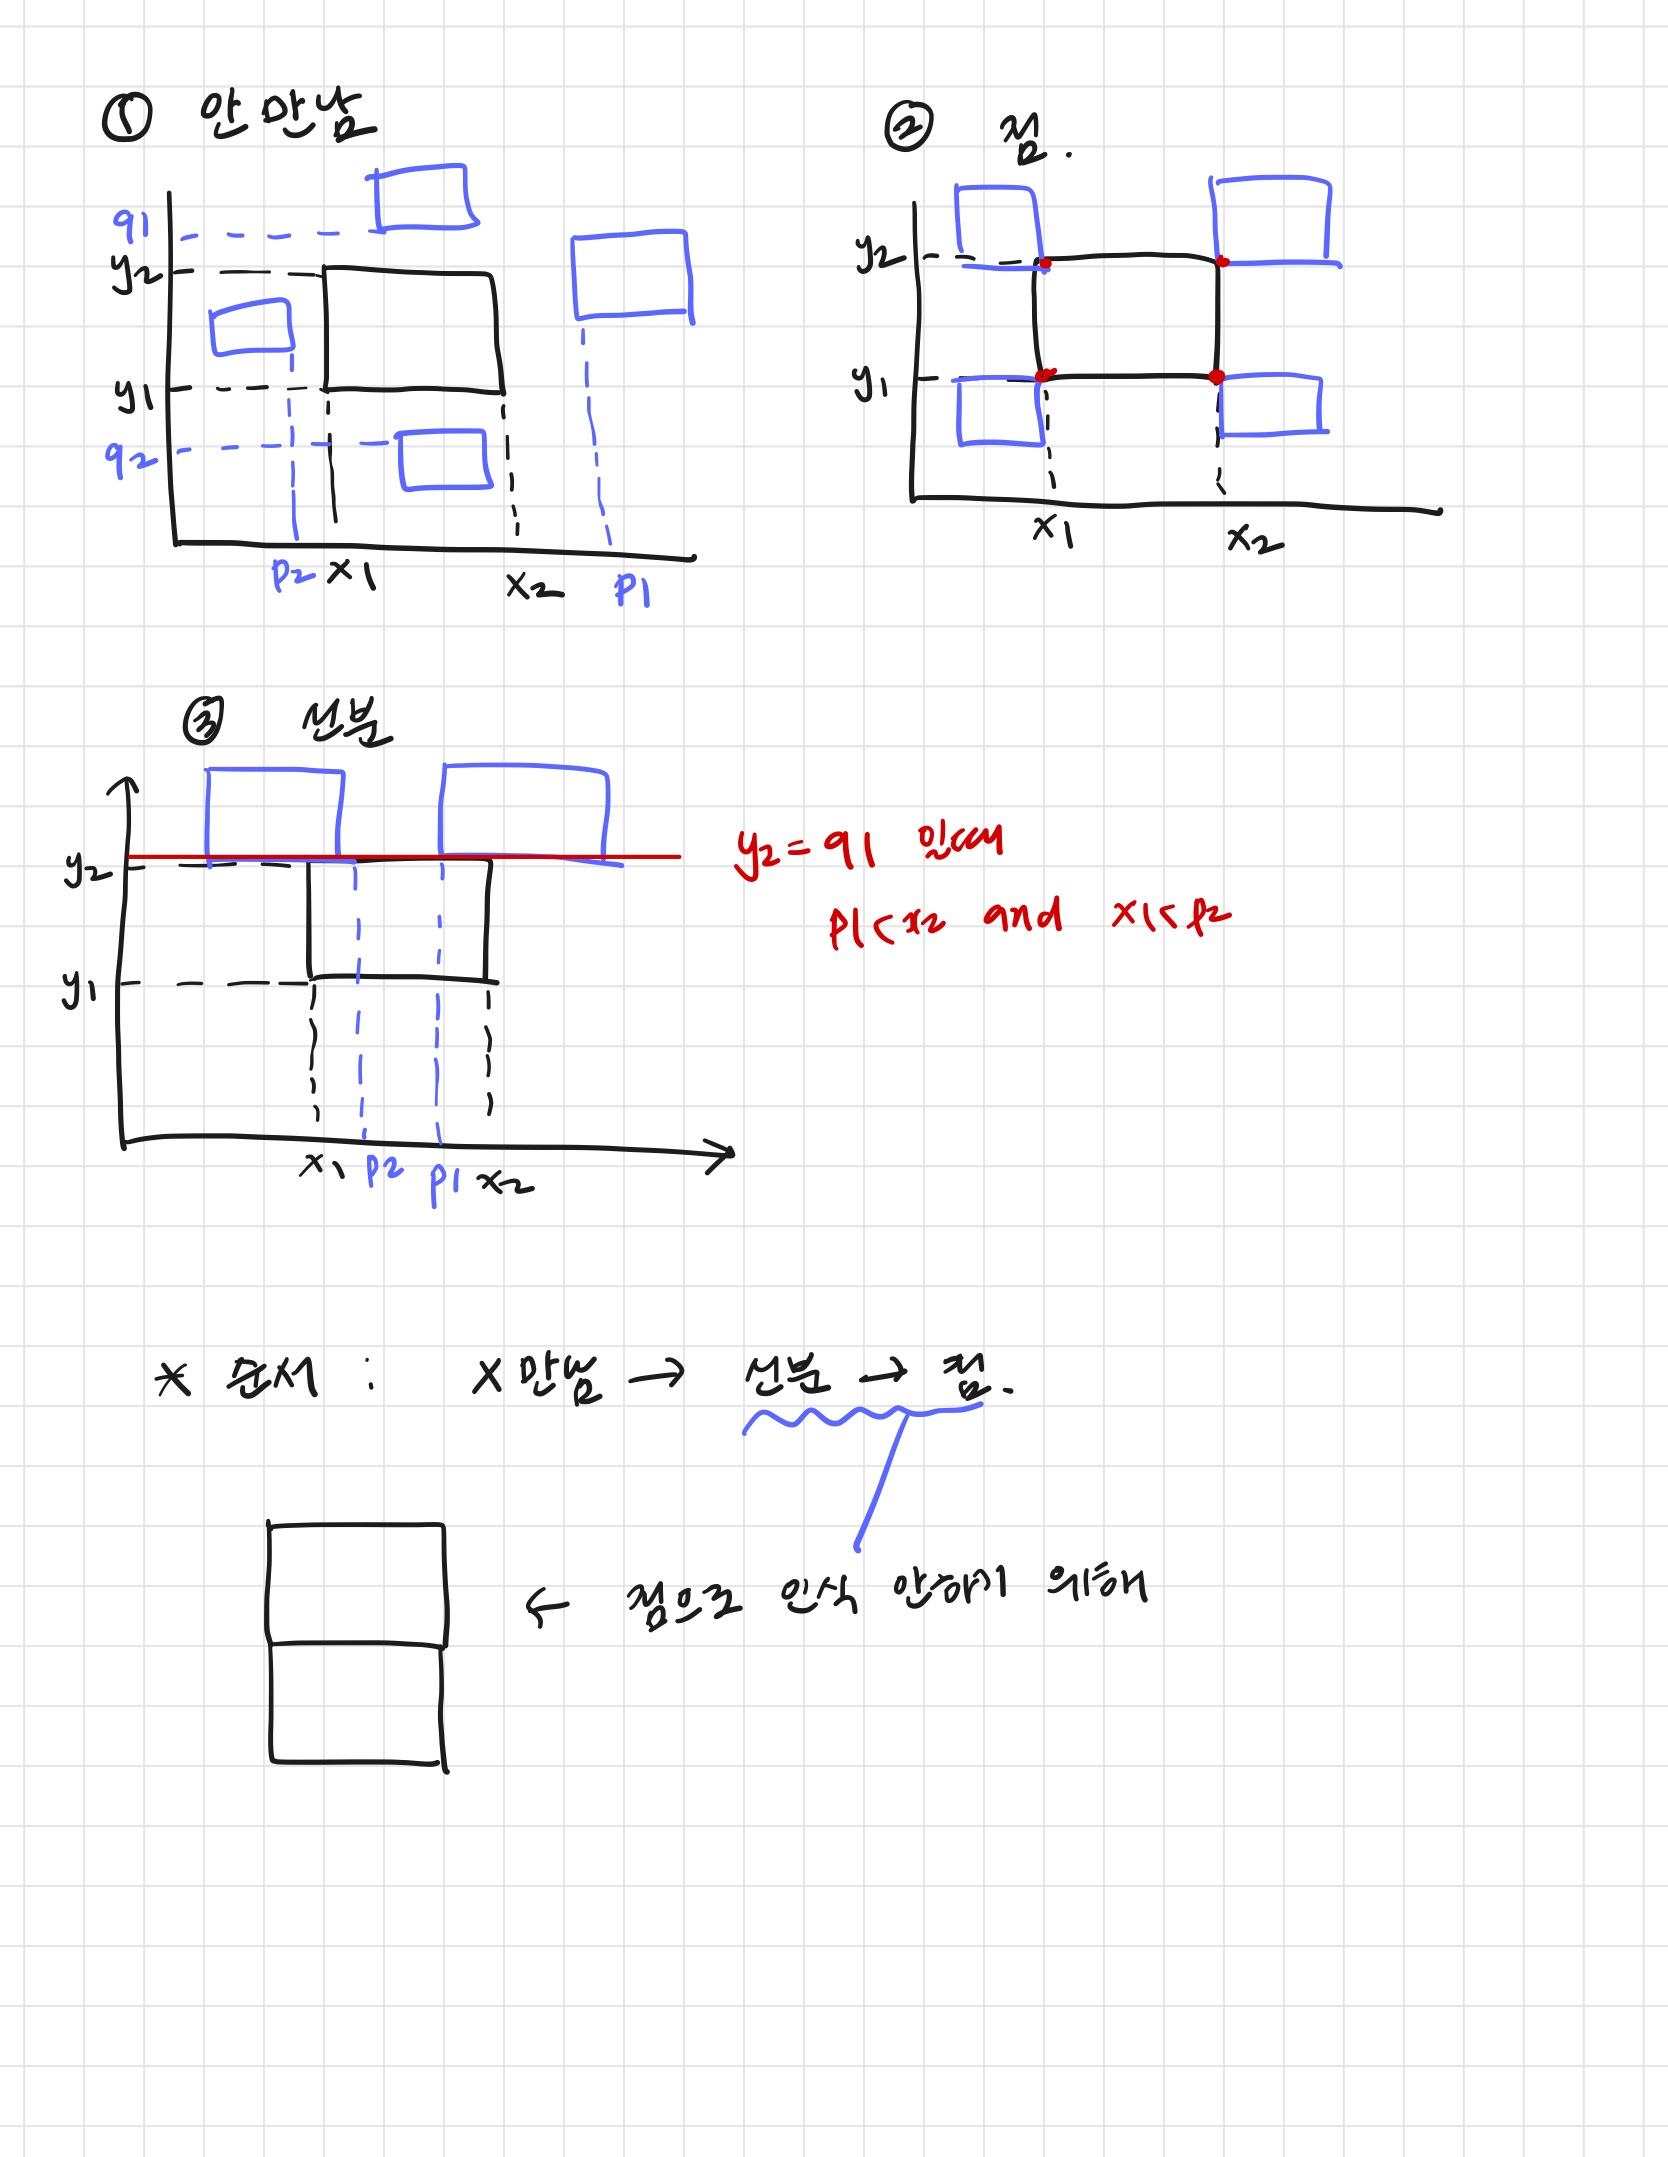 ① 안만남
q1
y2
y1
q2
p2 x1 x2 p1
② 점.
y2
y1
x1 x2
③ 선분
y2
y1
x1 p2 p1 x2
y2 = q1 일때
p1 < x2 and x1 < p2
* 순서 : X만남 → 선분 → 점.
← 점으로 인식 안하기 위해